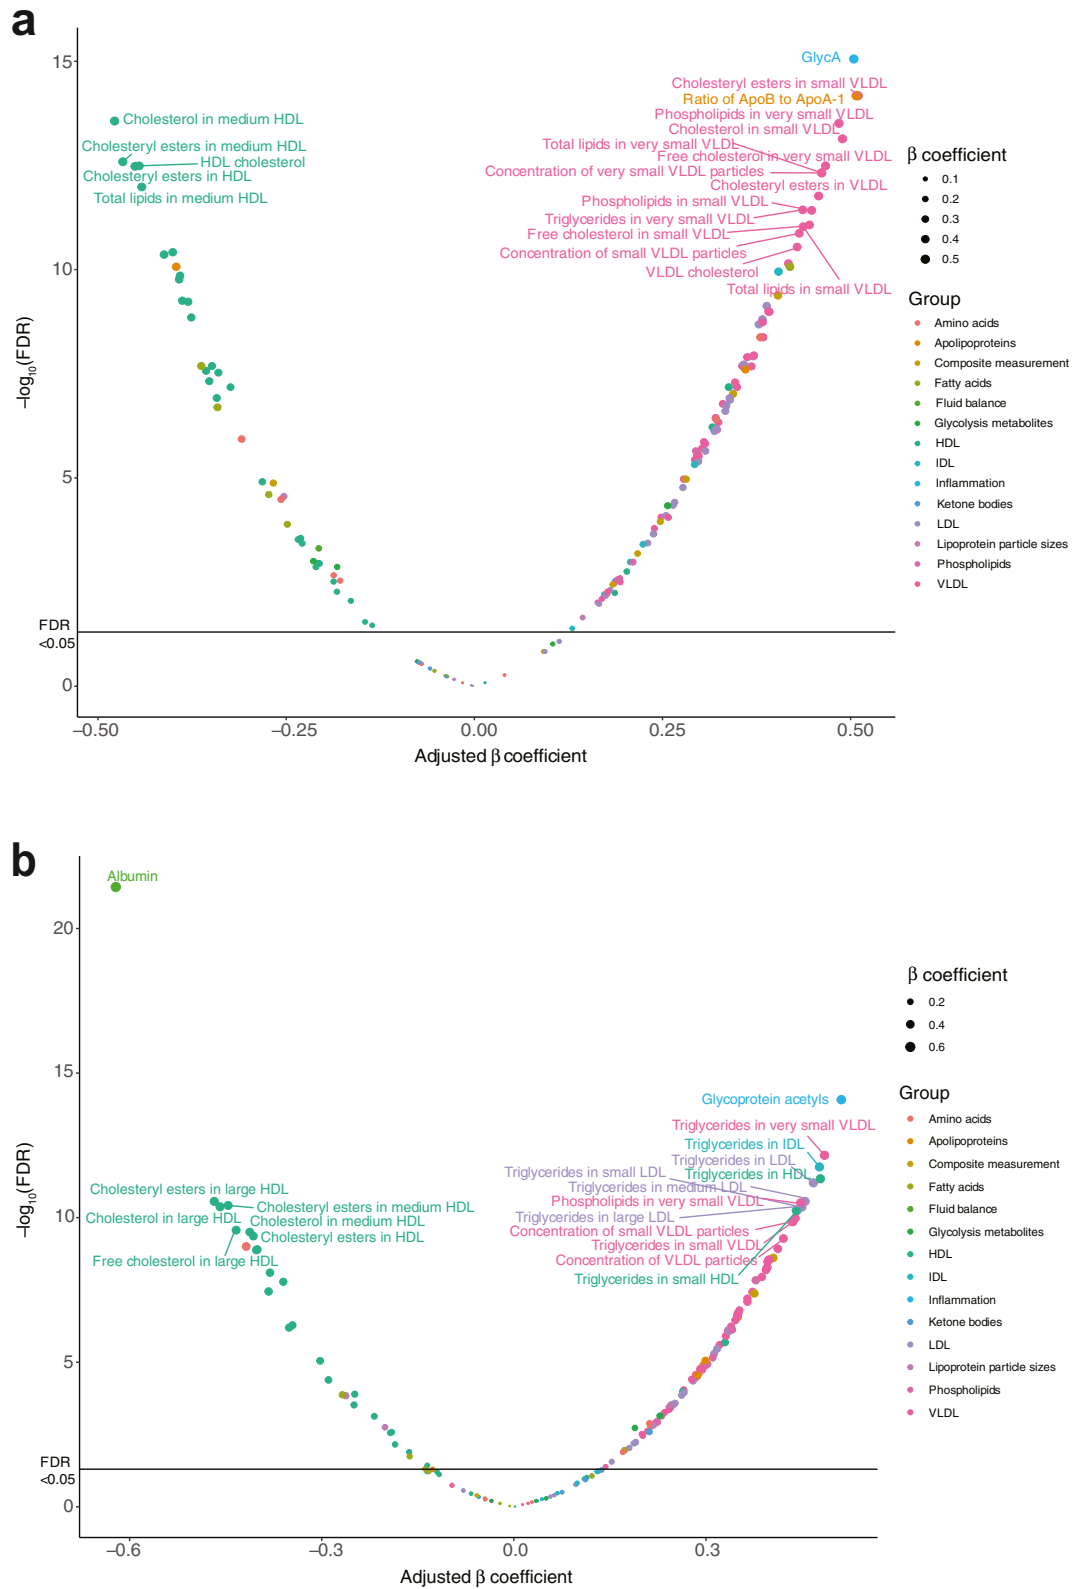 a
15
10
5
0
−log10(FDR)
FDR
<0.05
GlycA
Cholesteryl esters in small VLDL
Ratio of ApoB to ApoA-1
Phospholipids in very small VLDL
Cholesterol in small VLDL
Total lipids in very small VLDL
Free cholesterol in very small VLDL
Concentration of very small VLDL particles
Cholesteryl esters in VLDL
Phospholipids in small VLDL
Triglycerides in very small VLDL
Free cholesterol in small VLDL
Concentration of small VLDL particles
VLDL cholesterol
Total lipids in small VLDL
Cholesterol in medium HDL
Cholesteryl esters in medium HDL
HDL cholesterol
Cholesteryl esters in HDL
Total lipids in medium HDL
−0.50
−0.25
0.00
0.25
0.50
Adjusted β coefficient
β coefficient
0.1
0.2
0.3
0.4
0.5
Group
Amino acids
Apolipoproteins
Composite measurement
Fatty acids
Fluid balance
Glycolysis metabolites
HDL
IDL
Inflammation
Ketone bodies
LDL
Lipoprotein particle sizes
Phospholipids
VLDL
b
20
15
10
5
0
−log10(FDR)
FDR
<0.05
Albumin
Glycoprotein acetyls
Triglycerides in very small VLDL
Triglycerides in IDL
Triglycerides in LDL
Triglycerides in small LDL
Triglycerides in HDL
Triglycerides in medium LDL
Phospholipids in very small VLDL
Triglycerides in large LDL
Concentration of small VLDL particles
Triglycerides in small VLDL
Concentration of VLDL particles
Triglycerides in small HDL
Cholesteryl esters in large HDL
Cholesteryl esters in medium HDL
Cholesterol in large HDL
Cholesterol in medium HDL
Cholesteryl esters in HDL
Free cholesterol in large HDL
−0.6
−0.3
0.0
0.3
Adjusted β coefficient
β coefficient
0.2
0.4
0.6
Group
Amino acids
Apolipoproteins
Composite measurement
Fatty acids
Fluid balance
Glycolysis metabolites
HDL
IDL
Inflammation
Ketone bodies
LDL
Lipoprotein particle sizes
Phospholipids
VLDL